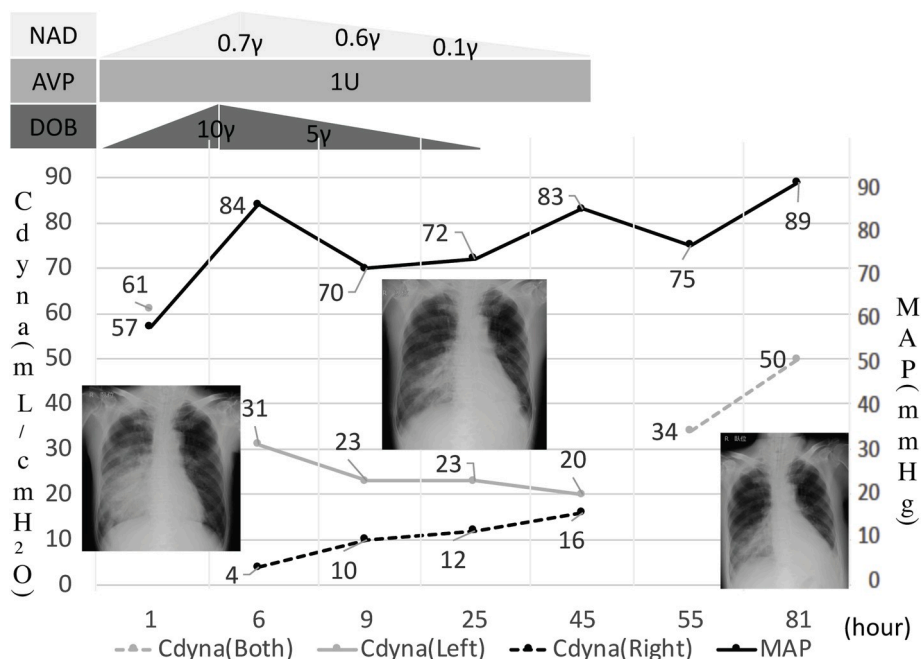 NAD 0.7γ 0.6γ 0.1γ
AVP 1U
DOB 10γ 5γ
Cdyna(mL/cmH²O)
MAP(mmHg)
90 90
80 84 83 80
70 70 72 75 89 70
60 61 57 60
50 50 50
40 40
30 31 34 30
20 23 23 20 20
10 4 10 12 16 10
0 0
1 6 9 25 45 55 81 (hour)
Cdyna(Both) Cdyna(Left) Cdyna(Right) MAP
R